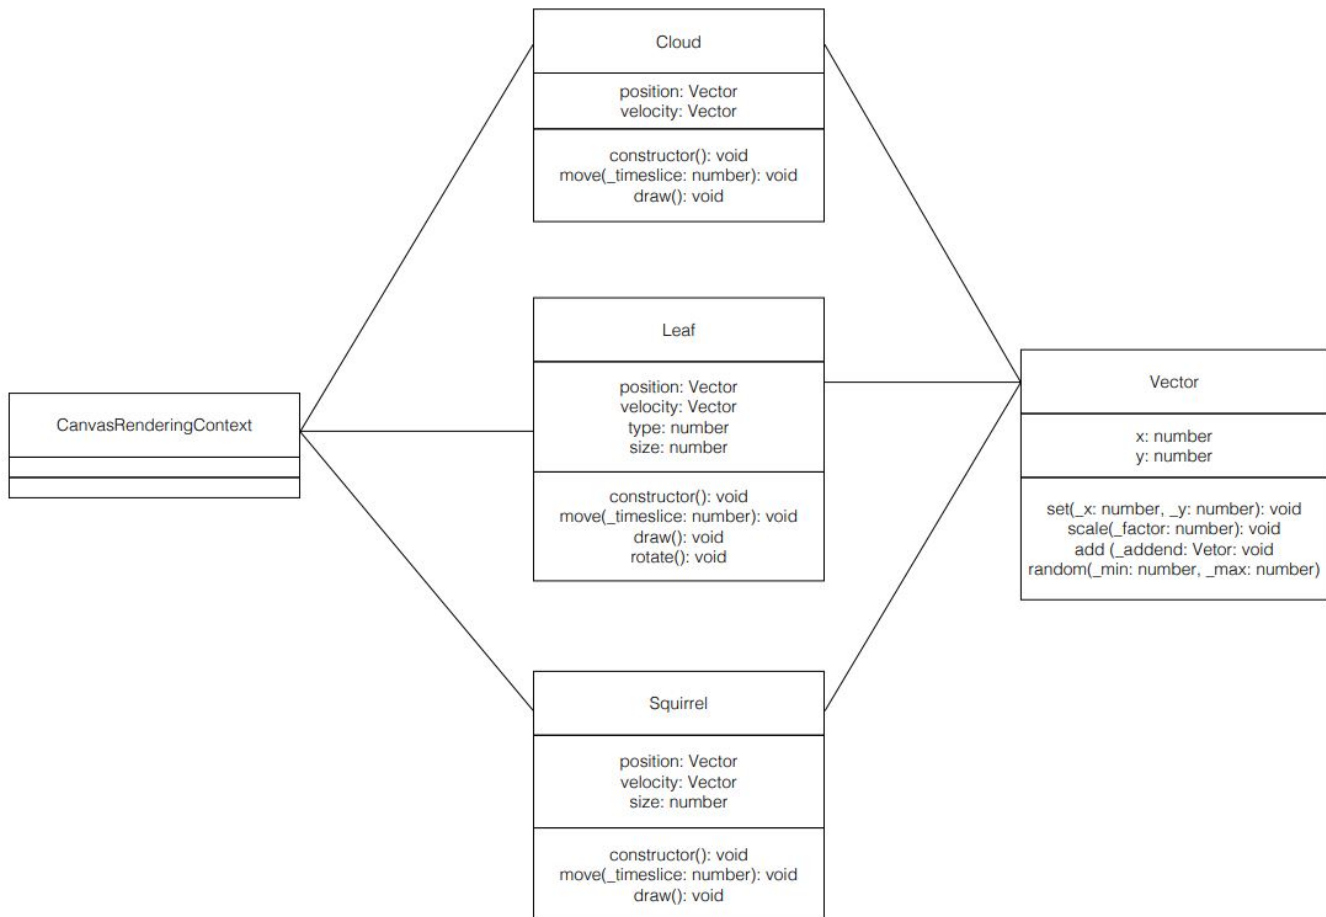 Cloud
position: Vector
velocity: Vector
constructor(): void
move(_timeslice: number): void
draw(): void
Leaf
position: Vector
velocity: Vector
type: number
size: number
constructor(): void
move(_timeslice: number): void
draw(): void
rotate(): void
CanvasRenderingContext
Vector
x: number
y: number
set(_x: number, _y: number): void
scale(_factor: number): void
add (_addend: Vetor: void
random(_min: number, _max: number)
Squirrel
position: Vector
velocity: Vector
size: number
constructor(): void
move(_timeslice: number): void
draw(): void